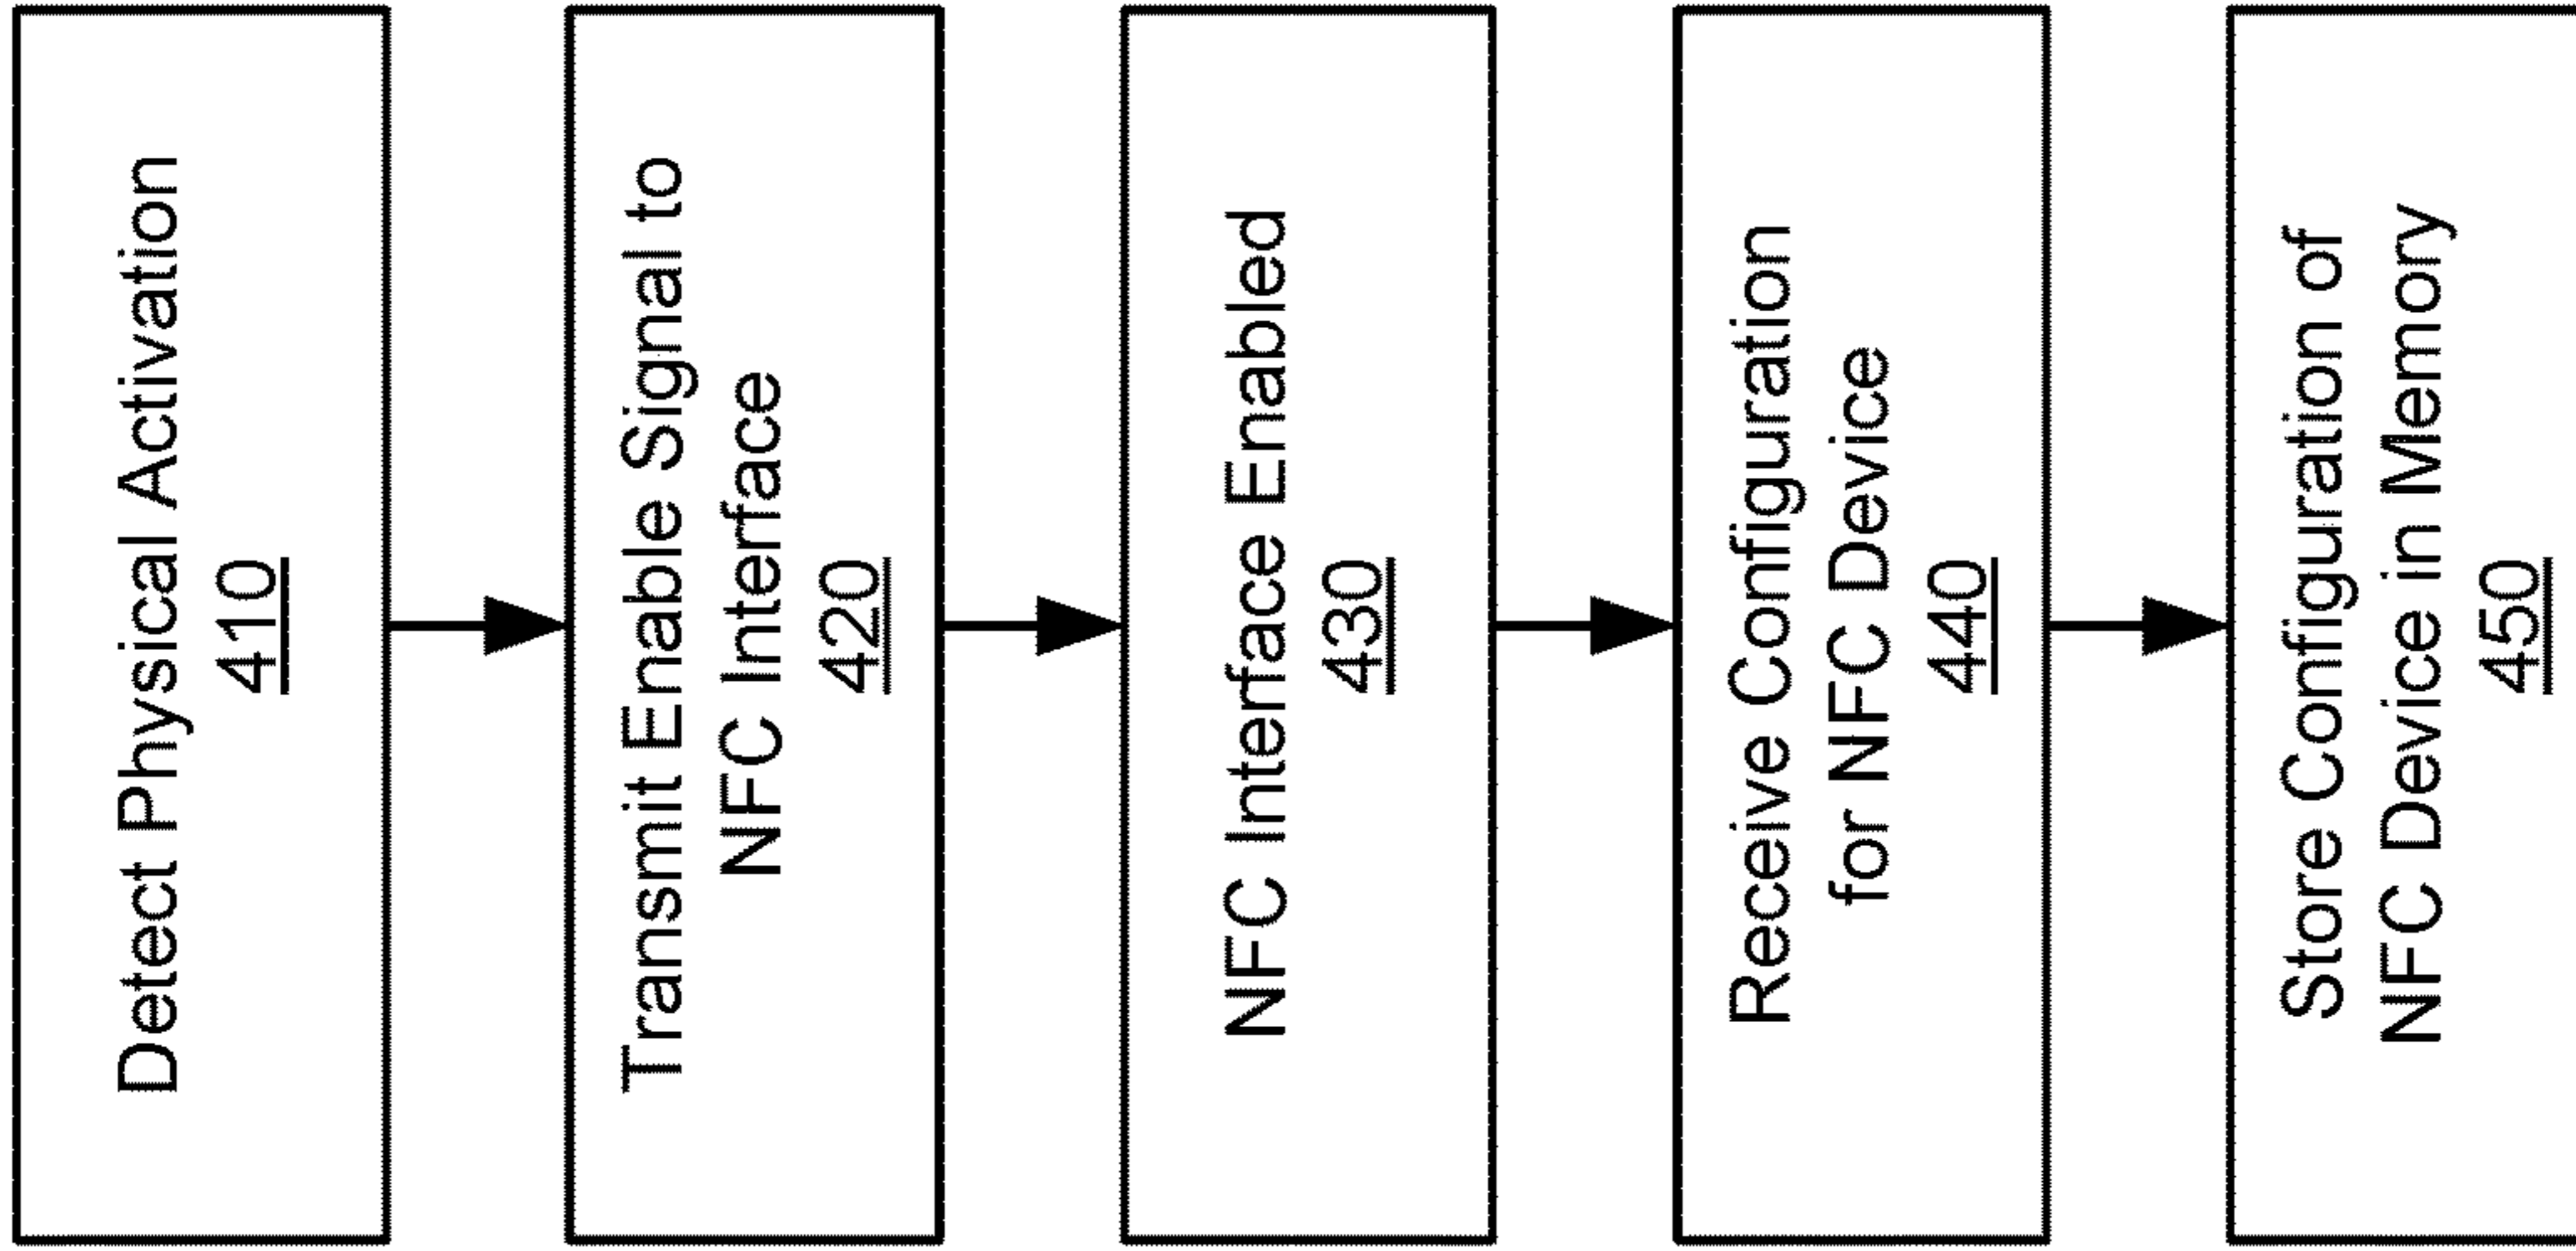 Detect Physical Activation
410
Transmit Enable Signal to
NFC Interface
420
NFC Interface Enabled
430
Receive Configuration
for NFC Device
440
Store Configuration of
NFC Device in Memory
450